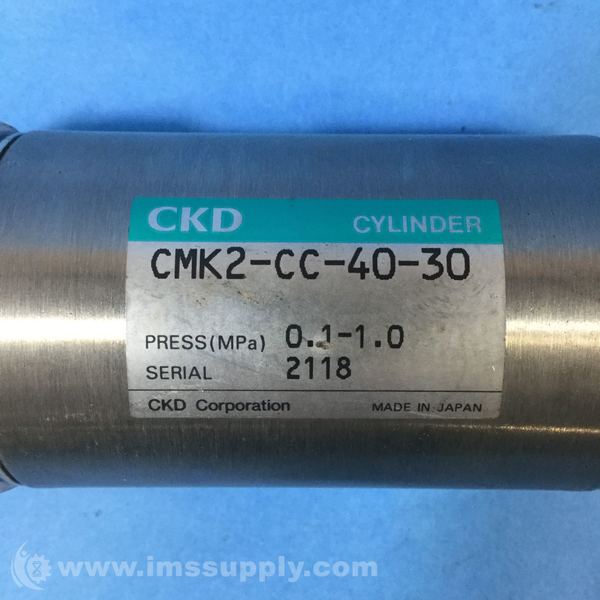 CKD CYLINDER
CMK2-CC-40-30
PRESS(MPa) 0.1-1.0
SERIAL 2118
CKD Corporation MADE IN JAPAN
www.imssupply.com